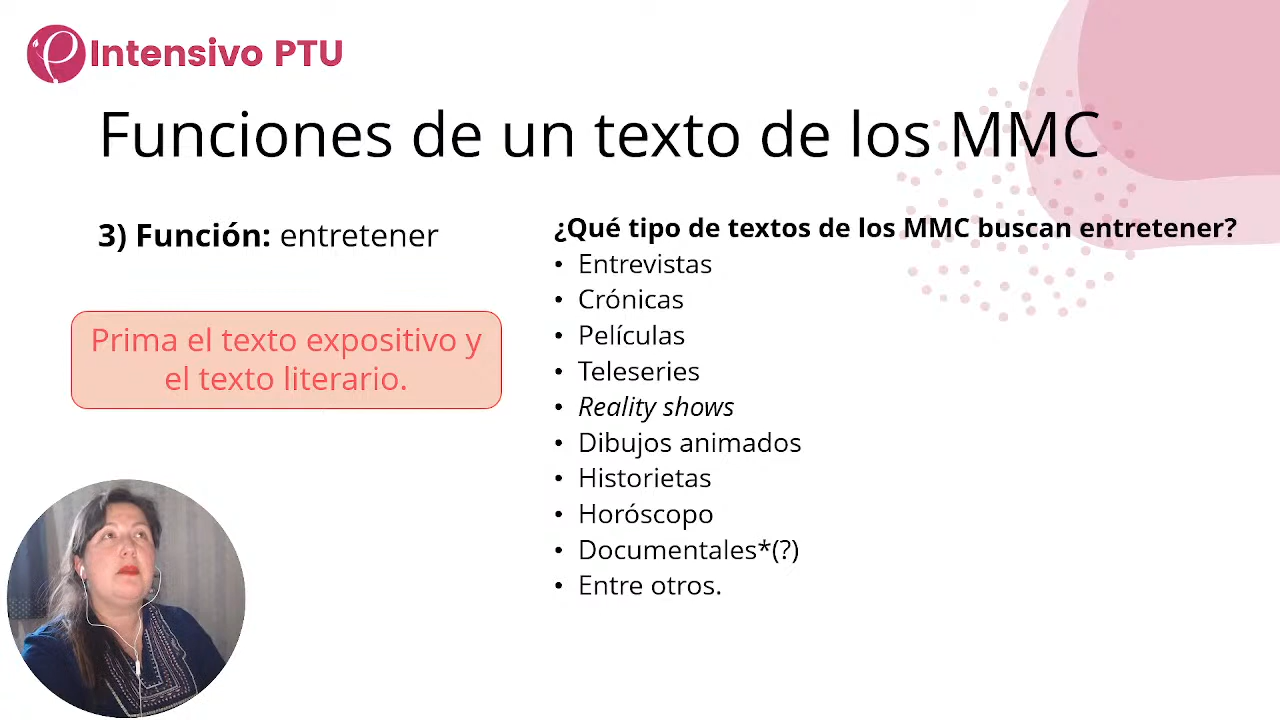 Intensivo PTU
Funciones de un texto de los MMC
3) Función: entretener
Prima el texto expositivo y
el texto literario.
¿Qué tipo de textos de los MMC buscan entretener?
• Entrevistas
• Crónicas
• Películas
• Teleseries
• Reality shows
• Dibujos animados
• Historietas
• Horóscopo
• Documentales*(?)
• Entre otros.